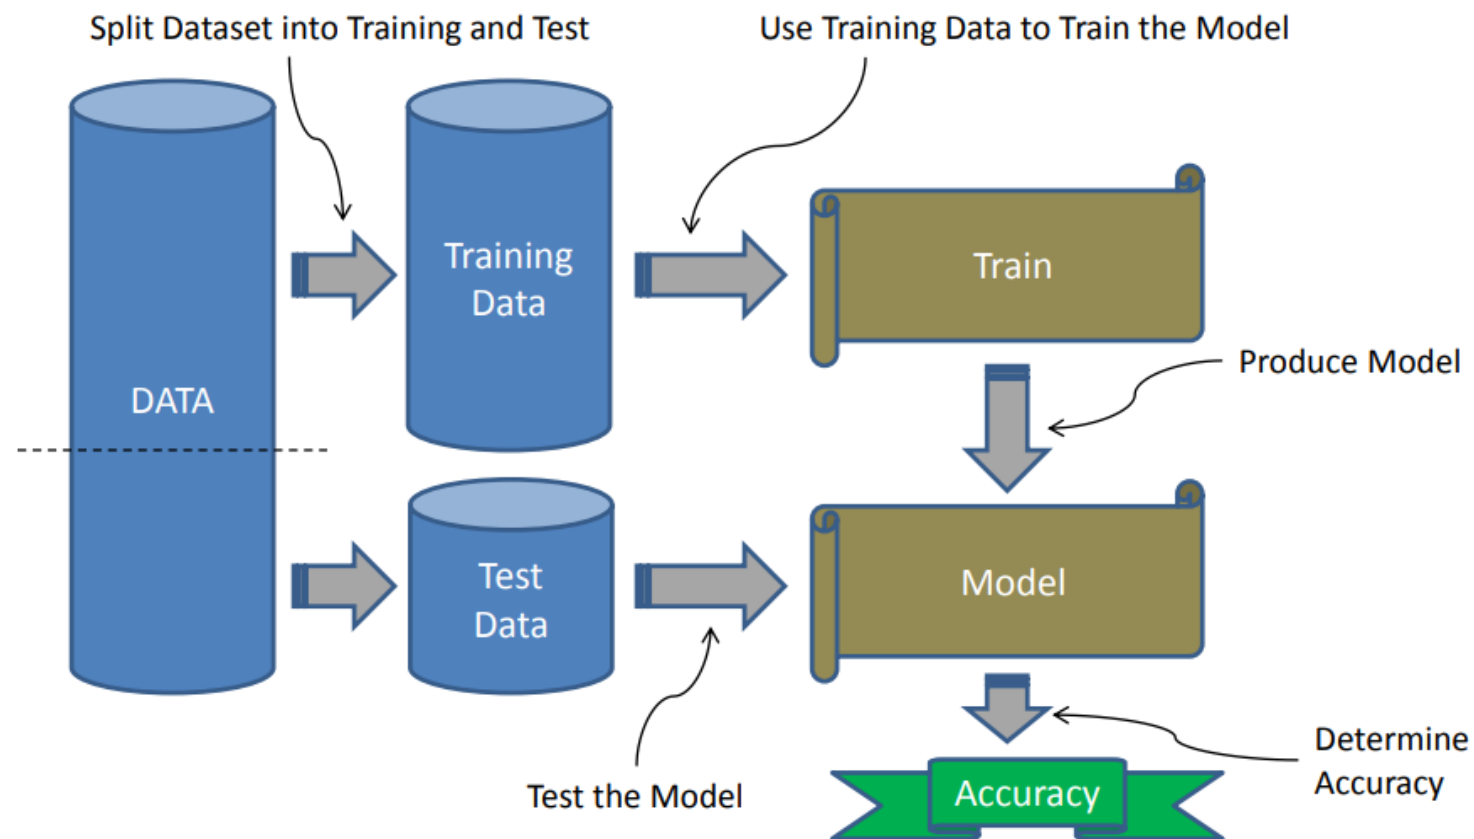 Split Dataset into Training and Test
Use Training Data to Train the Model
Training
Data
Train
Produce Model
DATA
Test
Data
Model
Test the Model
Determine
Accuracy
Accuracy